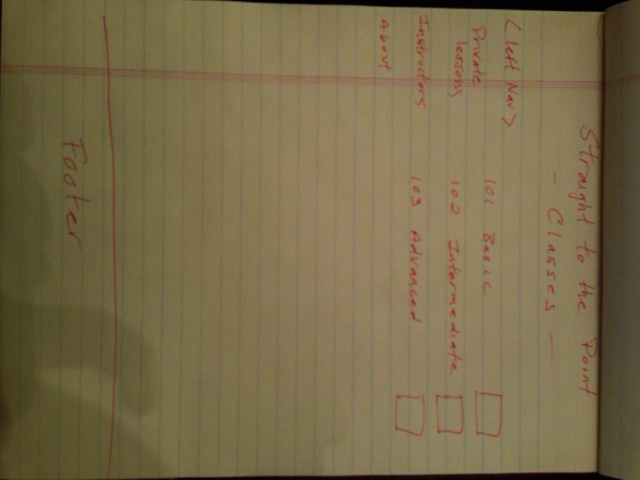 Straight to the Point
- Classes -
<left Nav>
Private
lessons
Instructors
About
101 Basic
102 Intermediate
103 Advanced
Footer